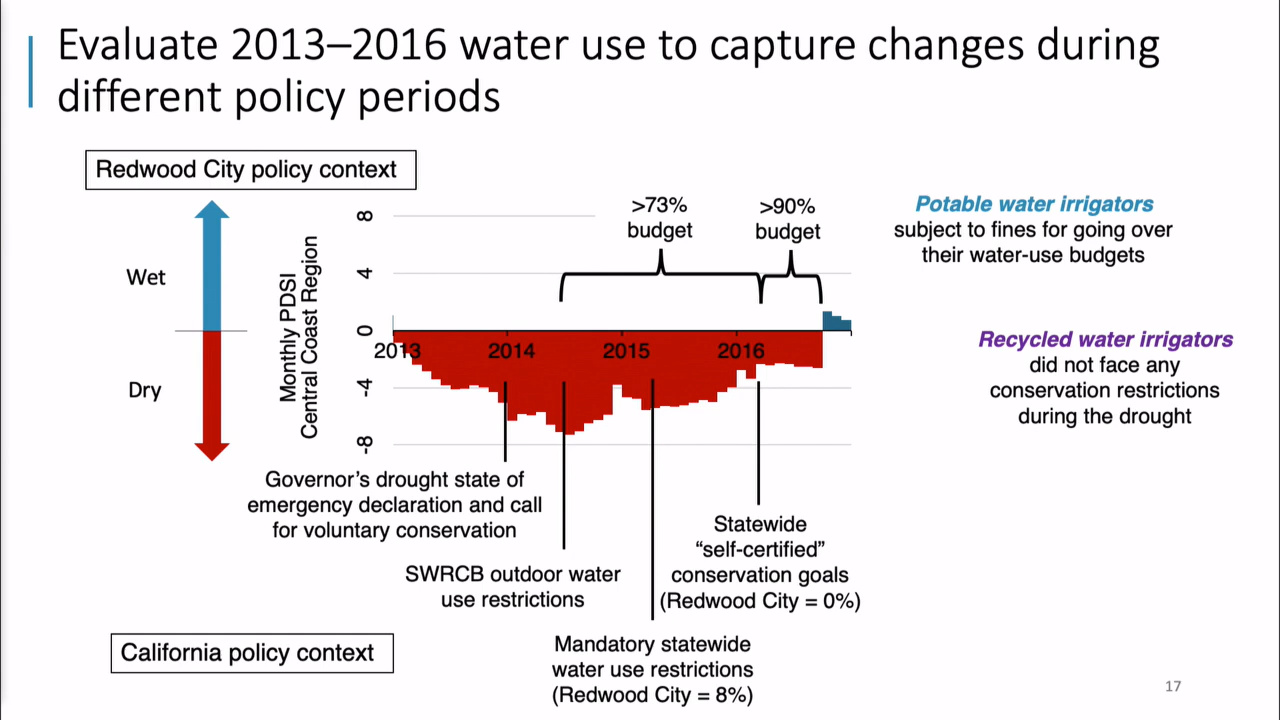 Evaluate 2013–2016 water use to capture changes during
different policy periods
Redwood City policy context
Wet
Dry
Monthly PDSI
Central Coast Region
8
4
0
-4
-8
2013
2014
2015
2016
>73%
budget
>90%
budget
Potable water irrigators
subject to fines for going over
their water-use budgets
Recycled water irrigators
did not face any
conservation restrictions
during the drought
Governor’s drought state of
emergency declaration and call
for voluntary conservation
SWRCB outdoor water
use restrictions
Statewide
“self-certified”
conservation goals
(Redwood City = 0%)
Mandatory statewide
water use restrictions
(Redwood City = 8%)
California policy context
17